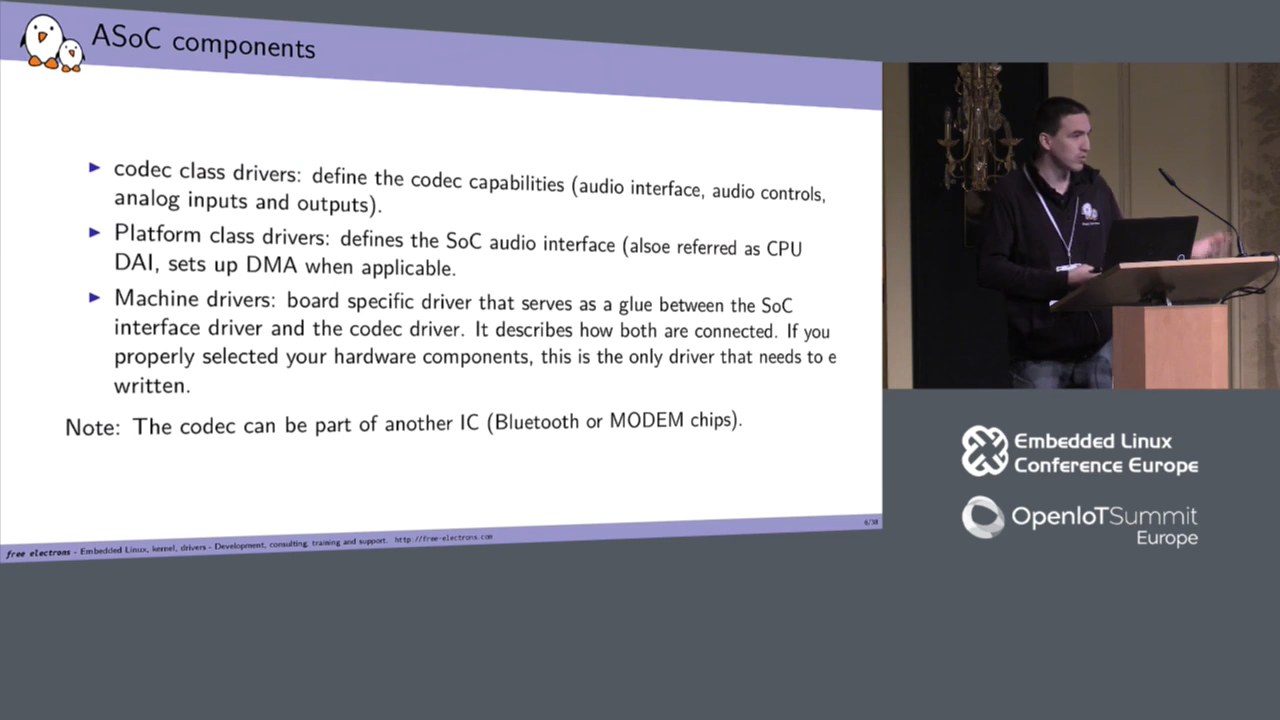 ASoC components
▶ codec class drivers: define the codec capabilities (audio interface, audio controls,
analog inputs and outputs).
▶ Platform class drivers: defines the SoC audio interface (alsoe referred as CPU
DAI, sets up DMA when applicable.
▶ Machine drivers: board specific driver that serves as a glue between the SoC
interface driver and the codec driver. It describes how both are connected. If you
properly selected your hardware components, this is the only driver that needs to e
written.
Note: The codec can be part of another IC (Bluetooth or MODEM chips).
6/38
free electrons - Embedded Linux, kernel, drivers - Development, consulting, training and support. http://free-electrons.com
Embedded Linux
Conference Europe
OpenIoTSummit
Europe